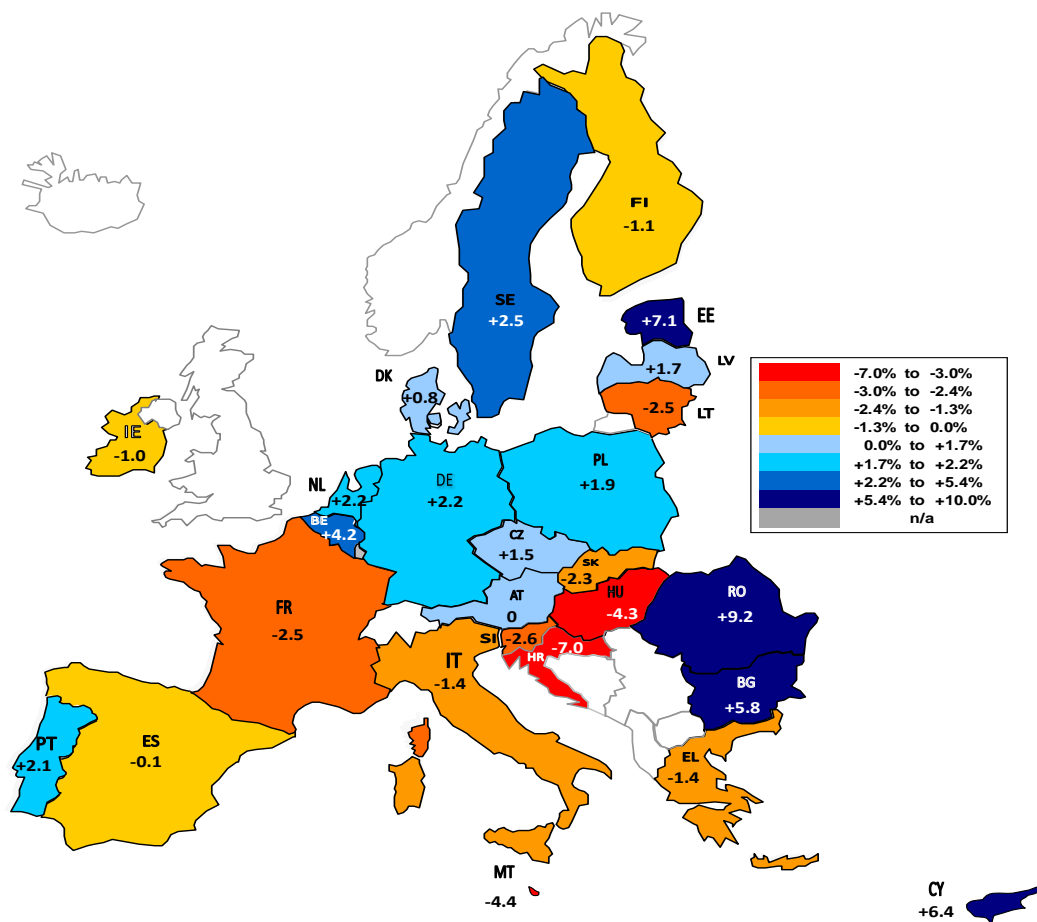 FI
-1.1
SE
+2.5
+7.1
EE
LV
+1.7
DK
+0.8
-2.5
LT
-7.0% to -3.0%
-3.0% to -2.4%
-2.4% to -1.3%
-1.3% to 0.0%
0.0% to +1.7%
+1.7% to +2.2%
+2.2% to +5.4%
+5.4% to +10.0%
n/a
IE
-1.0
PL
+1.9
NL
+2.2
DE
+2.2
BE
+4.2
CZ
+1.5
SK
-2.3
AT
0
HU
-4.3
RO
+9.2
FR
-2.5
SI
-2.6
HR
-7.0
IT
-1.4
BG
+5.8
PT
+2.1
ES
-0.1
EL
-1.4
MT
-4.4
CY
+6.4